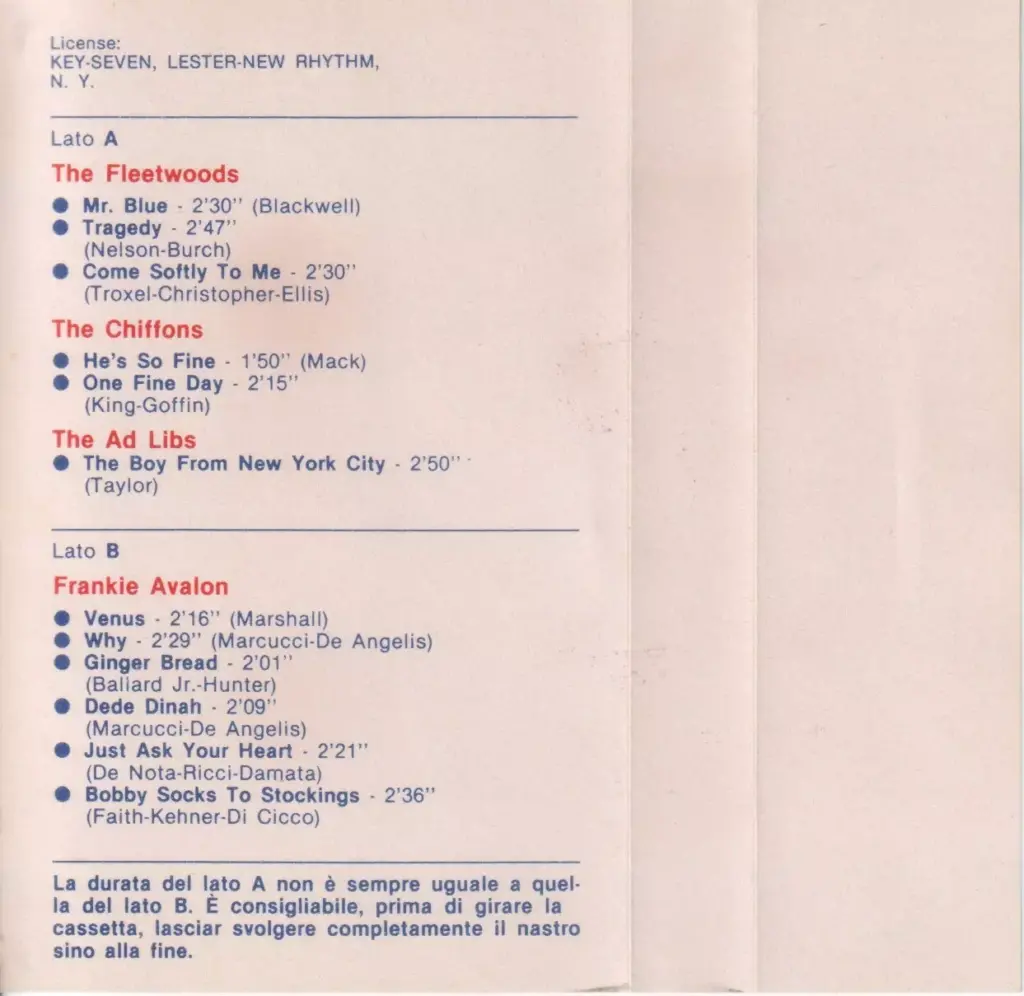 License:
KEY-SEVEN, LESTER-NEW RHYTHM,
N. Y.
Lato A
The Fleetwoods
● Mr. Blue - 2'30" (Blackwell)
● Tragedy - 2'47"
(Nelson-Burch)
● Come Softly To Me - 2'30"
(Troxel-Christopher-Ellis)
The Chiffons
● He's So Fine - 1'50" (Mack)
● One Fine Day - 2'15"
(King-Goffin)
The Ad Libs
● The Boy From New York City - 2'50"
(Taylor)
Lato B
Frankie Avalon
● Venus - 2'16" (Marshall)
● Why - 2'29" (Marcucci-De Angelis)
● Ginger Bread - 2'01"
(Ballard Jr.-Hunter)
● Dede Dinah - 2'09"
(Marcucci-De Angelis)
● Just Ask Your Heart - 2'21"
(De Nota-Ricci-Damata)
● Bobby Socks To Stockings - 2'36"
(Faith-Kehner-Di Cicco)
La durata del lato A non è sempre uguale a quel-
la del lato B. È consigliabile, prima di girare la
cassetta, lasciar svolgere completamente il nastro
sino alla fine.